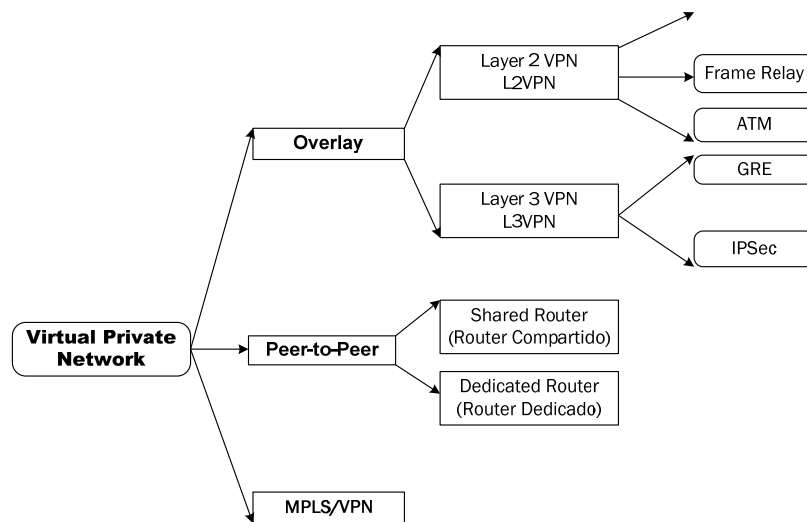 Layer 2 VPN
L2VPN
Frame Relay
ATM
Overlay
GRE
Layer 3 VPN
L3VPN
IPSec
Virtual Private
Network
Peer-to-Peer
Shared Router
(Router Compartido)
Dedicated Router
(Router Dedicado)
MPLS/VPN